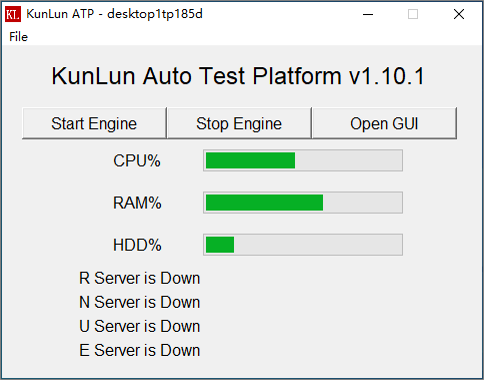 KL KunLun ATP - desktop1tp185d
File
KunLun Auto Test Platform v1.10.1
Start Engine Stop Engine Open GUI
CPU%
RAM%
HDD%
R Server is Down
N Server is Down
U Server is Down
E Server is Down